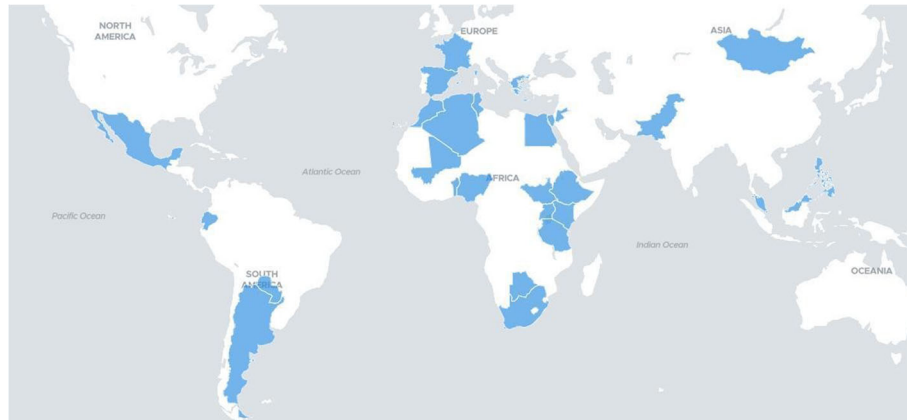 NORTH
AMERICA
EUROPE
ASIA
Atlantic Ocean
AFRICA
Pacific Ocean
Indian Ocean
SOUTH
AMERICA
OCEANIA